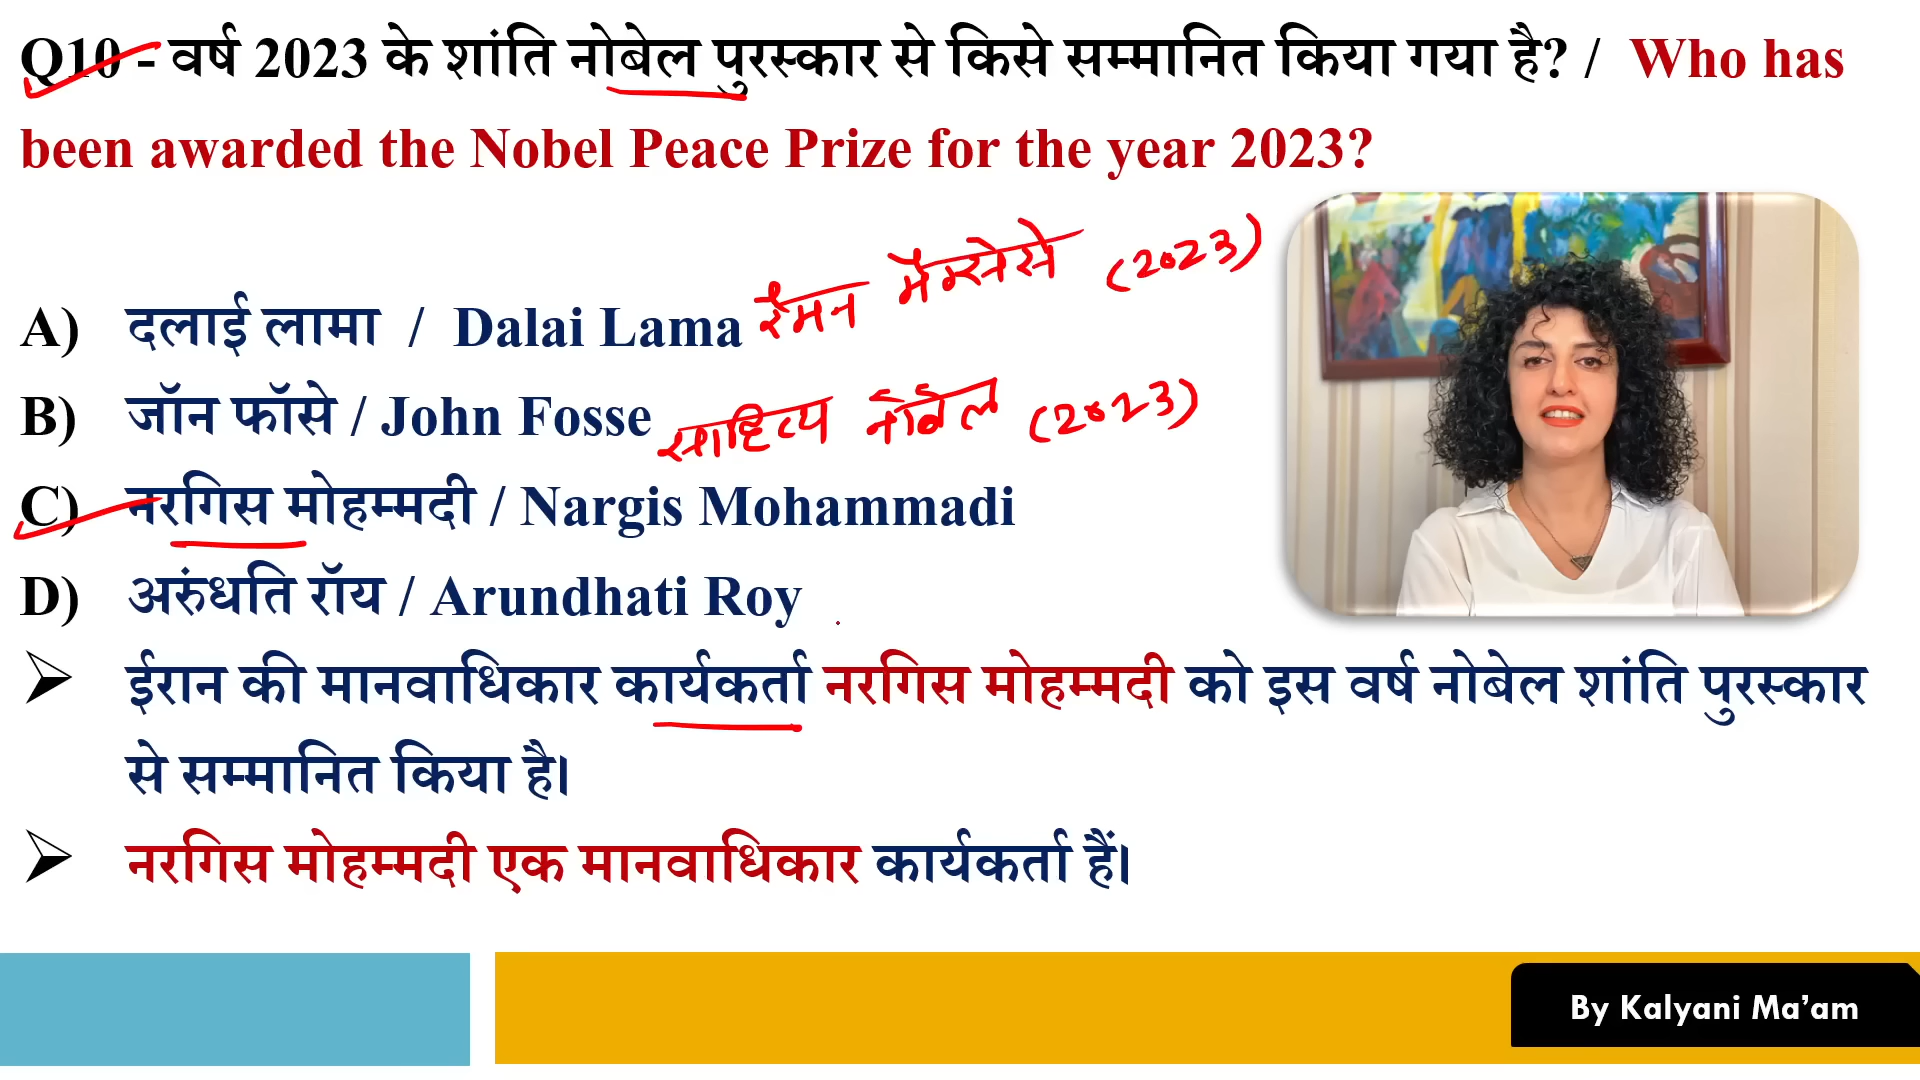 Q10 - वर्ष 2023 के शांति नोबेल पुरस्कार से किसे सम्मानित किया गया है? / Who has
been awarded the Nobel Peace Prize for the year 2023?
A) दलाई लामा / Dalai Lama रैमन मैग्सेसे (2023)
B) जॉन फॉसे / John Fosse साहित्य नोबेल (2023)
C) नरगिस मोहम्मदी / Nargis Mohammadi
D) अरुंधति रॉय / Arundhati Roy
➢ ईरान की मानवाधिकार कार्यकर्ता नरगिस मोहम्मदी को इस वर्ष नोबेल शांति पुरस्कार
से सम्मानित किया है।
➢ नरगिस मोहम्मदी एक मानवाधिकार कार्यकर्ता हैं।
By Kalyani Ma’am